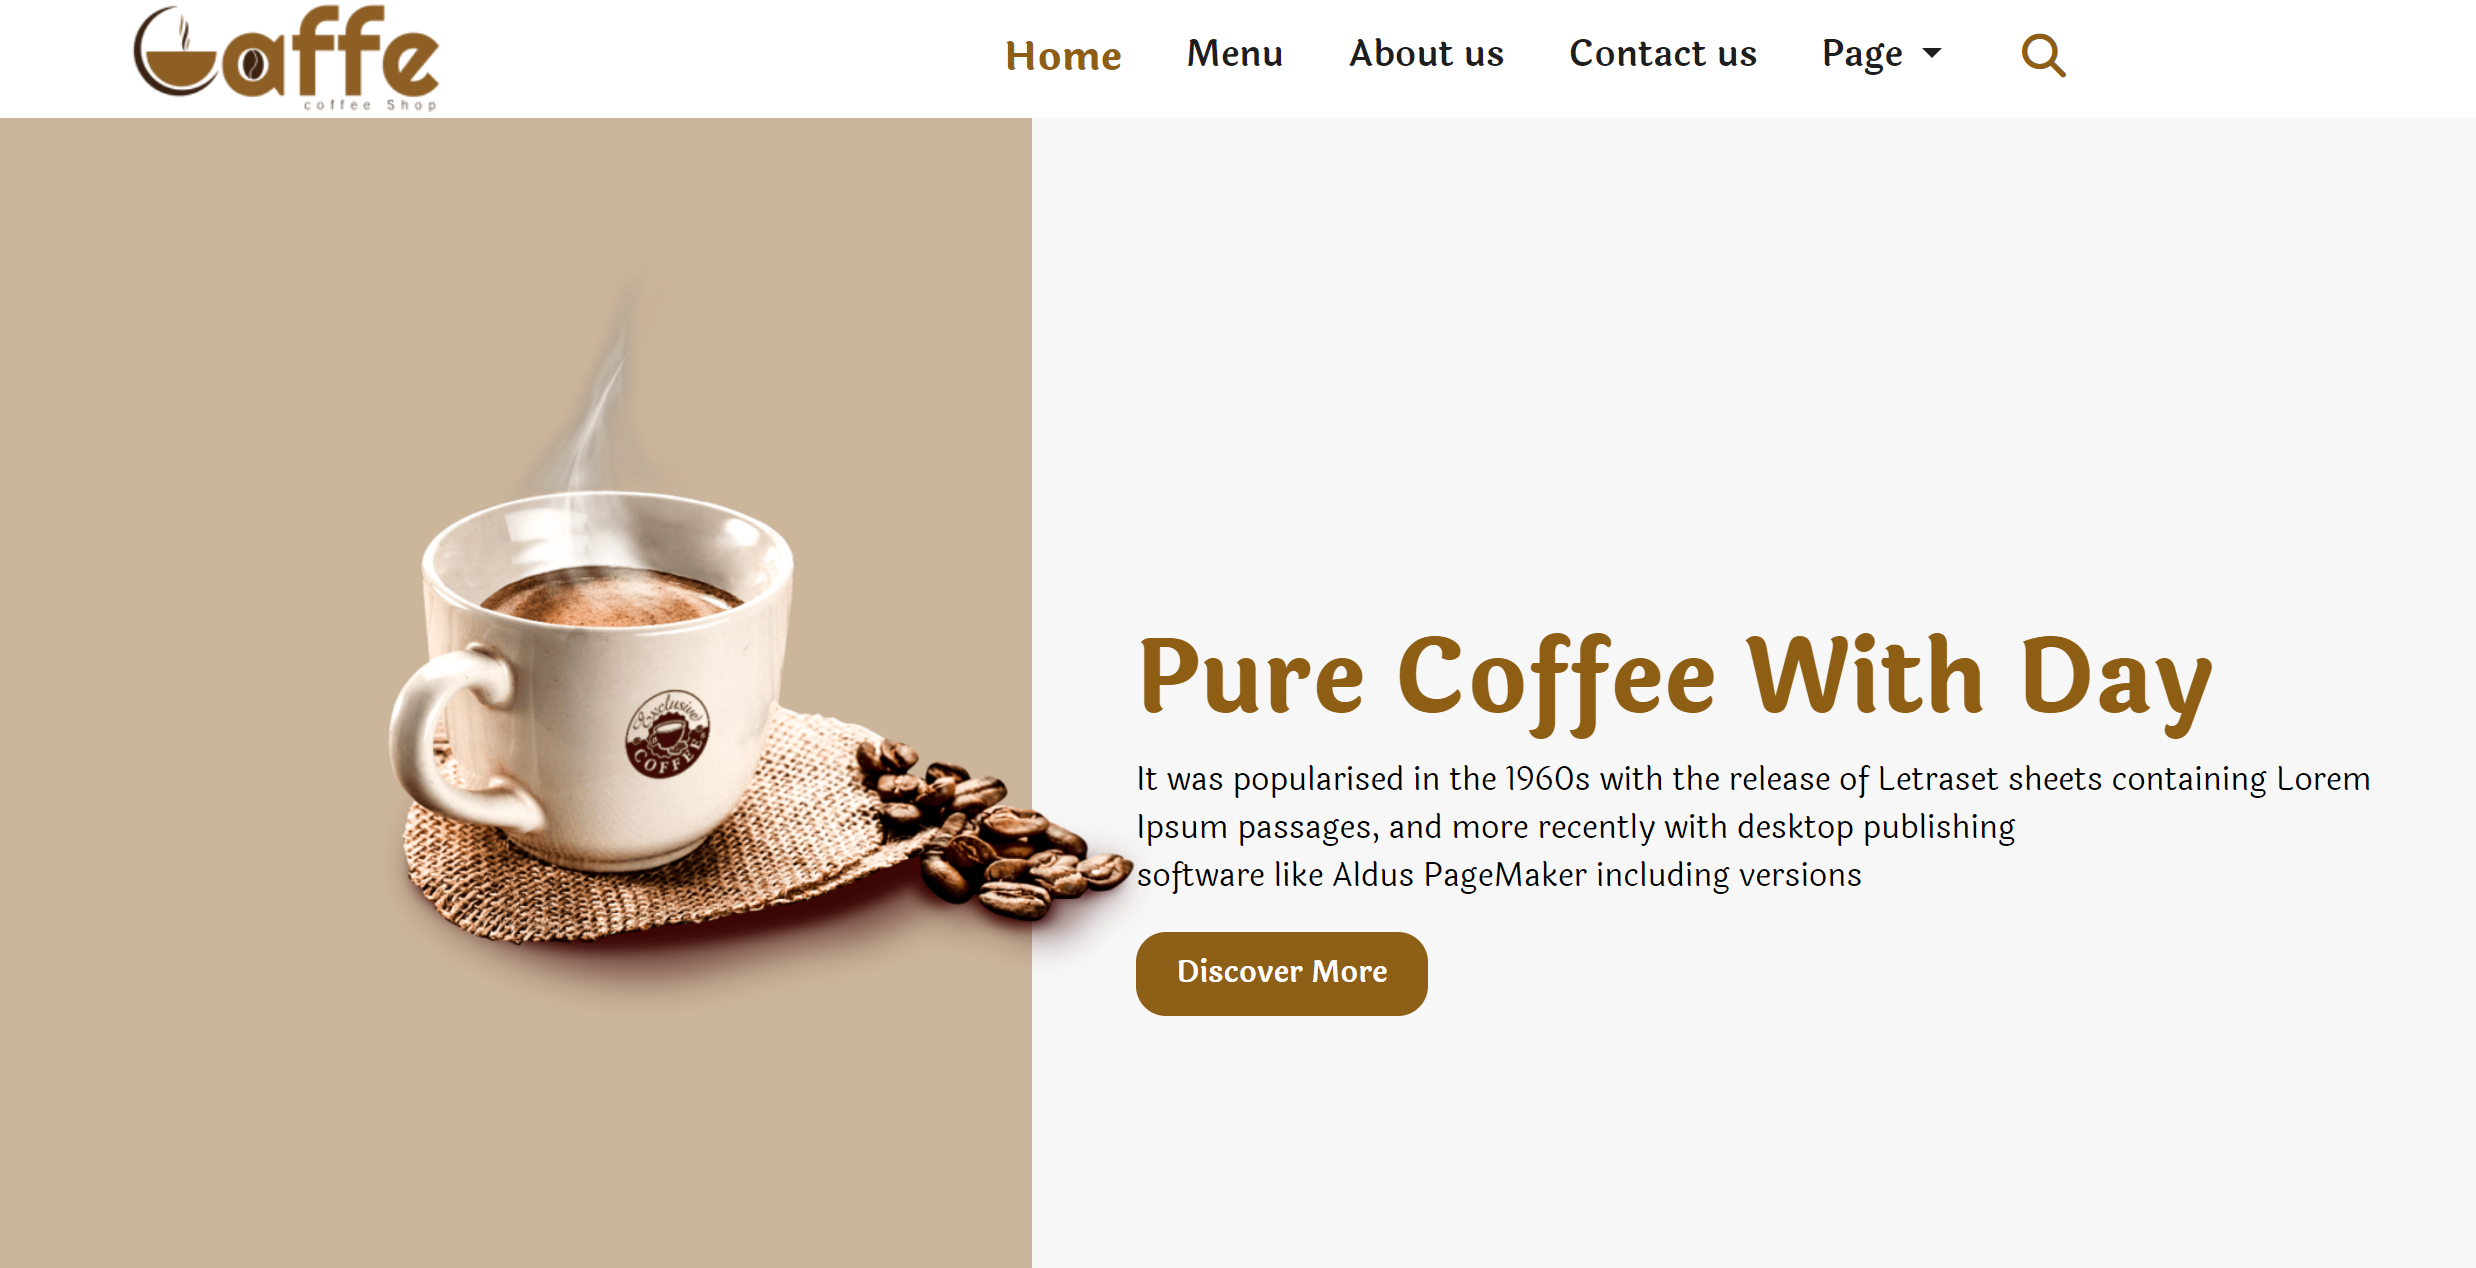 Caffe
coffee Shop
Home Menu About us Contact us Page
Exclusive
COFFEE
Pure Coffee With Day
It was popularised in the 1960s with the release of Letraset sheets containing Lorem
Ipsum passages, and more recently with desktop publishing
software like Aldus PageMaker including versions
Discover More